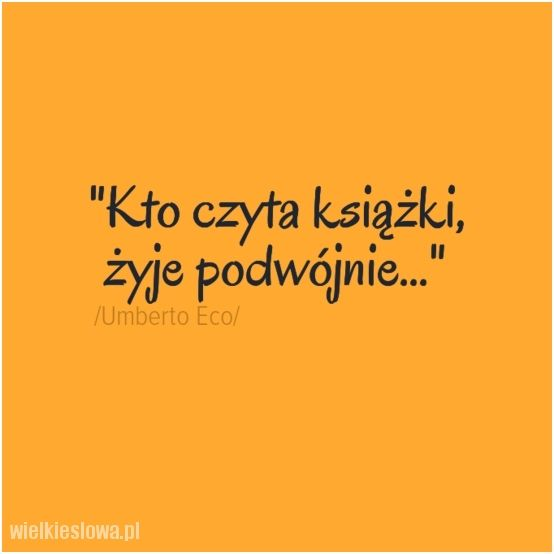 "Kto czyta książki,
żyje podwójnie..."
/Umberto Eco/
wielkieslowa.pl